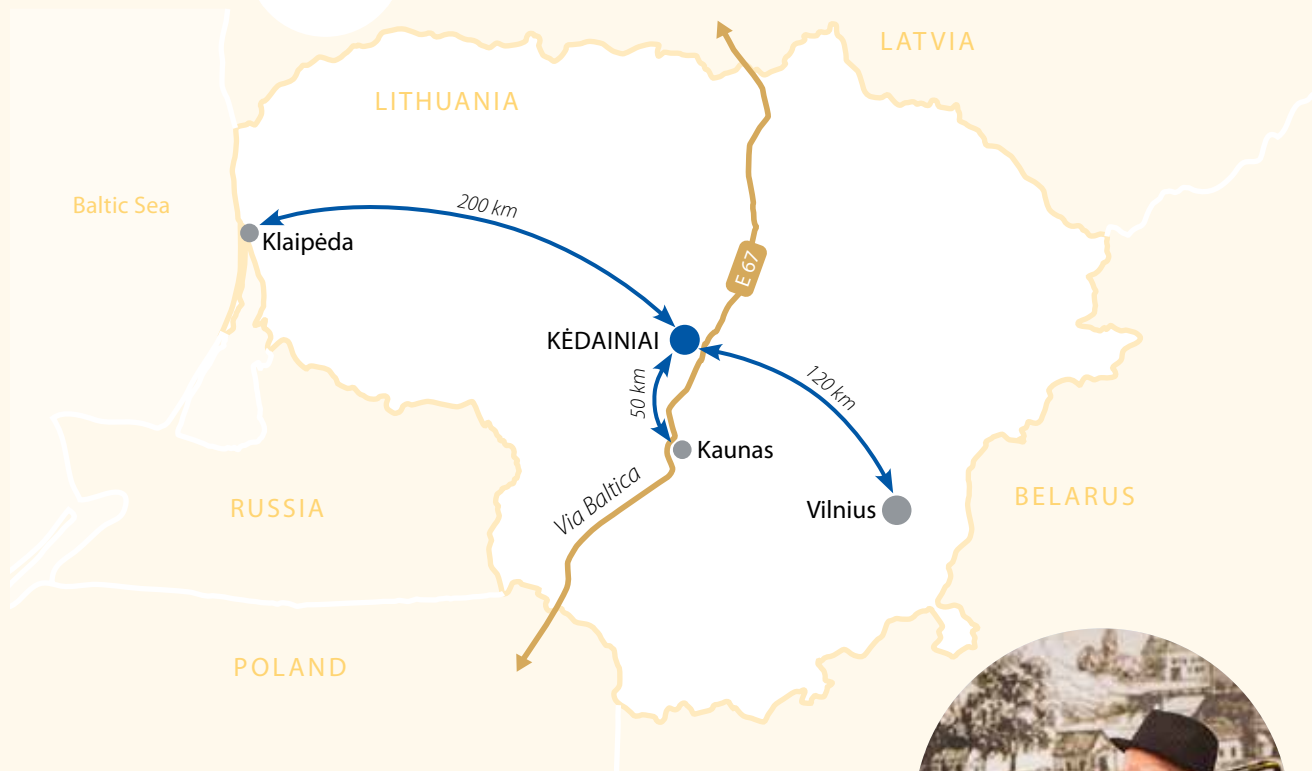 LATVIA
LITHUANIA
Baltic Sea
200 km
Klaipėda
E 67
KĖDAINIAI
120 km
50 km
Kaunas
Via Baltica
BELARUS
RUSSIA
Vilnius
POLAND